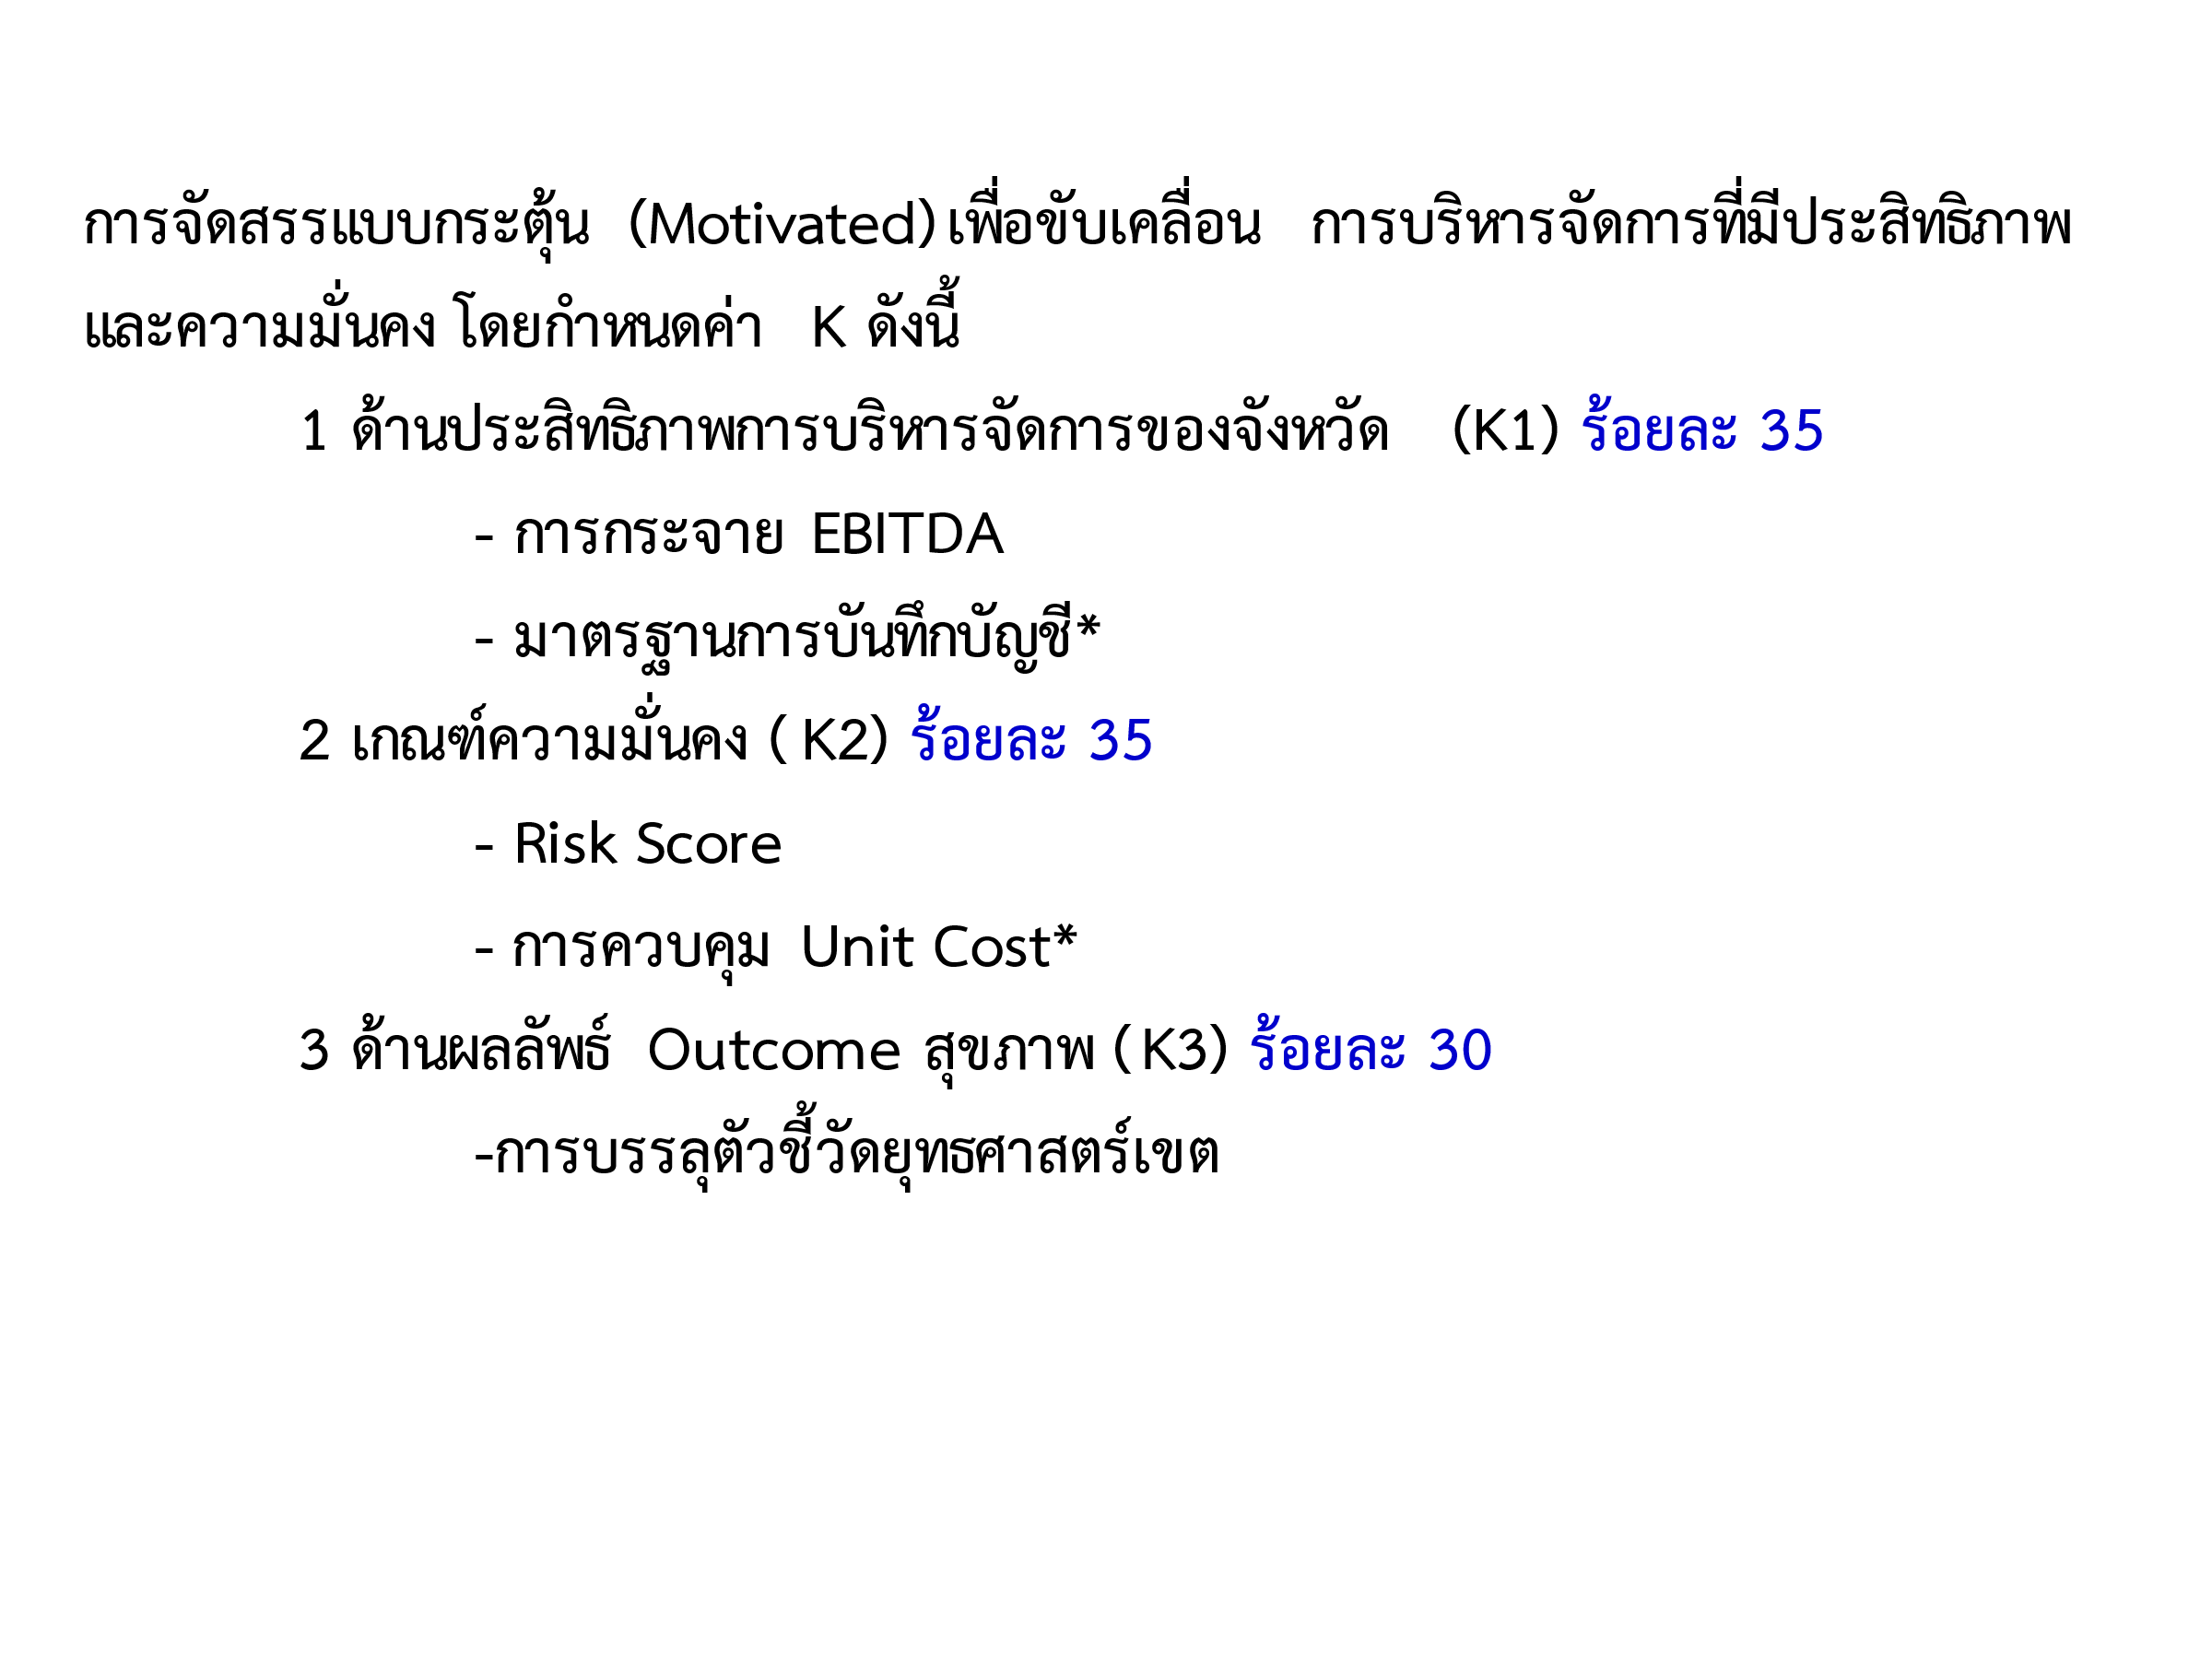 การจัดสรรแบบกระตุ้น (Motivated) เพื่อขับเคลื่อน การบริหารจัดการที่มีประสิทธิภาพ
และความมั่นคง โดยกำหนดค่า K ดังนี้
1 ด้านประสิทธิภาพการบริหารจัดการของจังหวัด (K1) ร้อยละ 35
- การกระจาย EBITDA
- มาตรฐานการบันทึกบัญชี*
2 เกณฑ์ความมั่นคง ( K2) ร้อยละ 35
- Risk Score
- การควบคุม Unit Cost*
3 ด้านผลลัพธ์ Outcome สุขภาพ ( K3) ร้อยละ 30
-การบรรลุตัวชี้วัดยุทธศาสตร์เขต